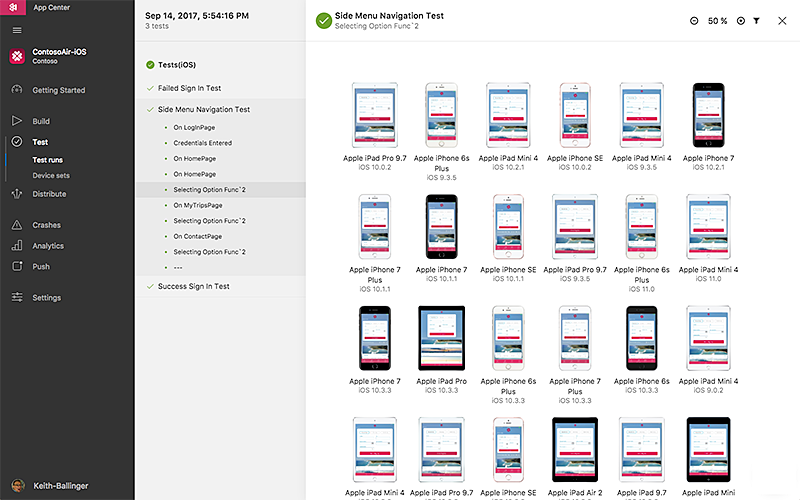 App Center
ContosoAir-iOS
Contoso
Getting Started
Build
Test
Test runs
Device sets
Distribute
Crashes
Analytics
Push
Settings
Keith-Ballinger
Sep 14, 2017, 5:54:16 PM
3 tests
Tests(iOS)
Failed Sign In Test
Side Menu Navigation Test
On LogInPage
Credentials Entered
On HomePage
On HomePage
Selecting Option Func`2
On MyTripsPage
Selecting Option Func`2
On ContactPage
Selecting Option Func`2
---
Success Sign In Test
Side Menu Navigation Test
Selecting Option Func`2
50 %
Apple iPad Pro 9.7
iOS 10.0.2
Apple iPhone 6s
Plus
iOS 9.3.5
Apple iPad Mini 4
iOS 10.2.1
Apple iPhone SE
iOS 10.0.2
Apple iPad Mini 4
iOS 9.3.5
Apple iPhone 7
iOS 10.2.1
Apple iPhone 7
Plus
iOS 10.1.1
Apple iPhone 7
iOS 10.1.1
Apple iPhone SE
iOS 10.1.1
Apple iPad Pro 9.7
iOS 9.3.5
Apple iPhone 6s
Plus
iOS 11.0
Apple iPad Mini 4
iOS 11.0
Apple iPhone 7
iOS 10.3.3
Apple iPad Pro
iOS 10.3.3
Apple iPhone 6s
Plus
iOS 10.3.3
Apple iPhone 7
Plus
iOS 10.3.3
Apple iPhone 6s
iOS 10.3.3
Apple iPad Mini 4
iOS 9.0.2
Apple iPad Mini 4
Apple iPad Pro 9.7
Apple iPhone SE
Apple iPad Air 2
Apple iPad 9.7
Apple iPad Mini